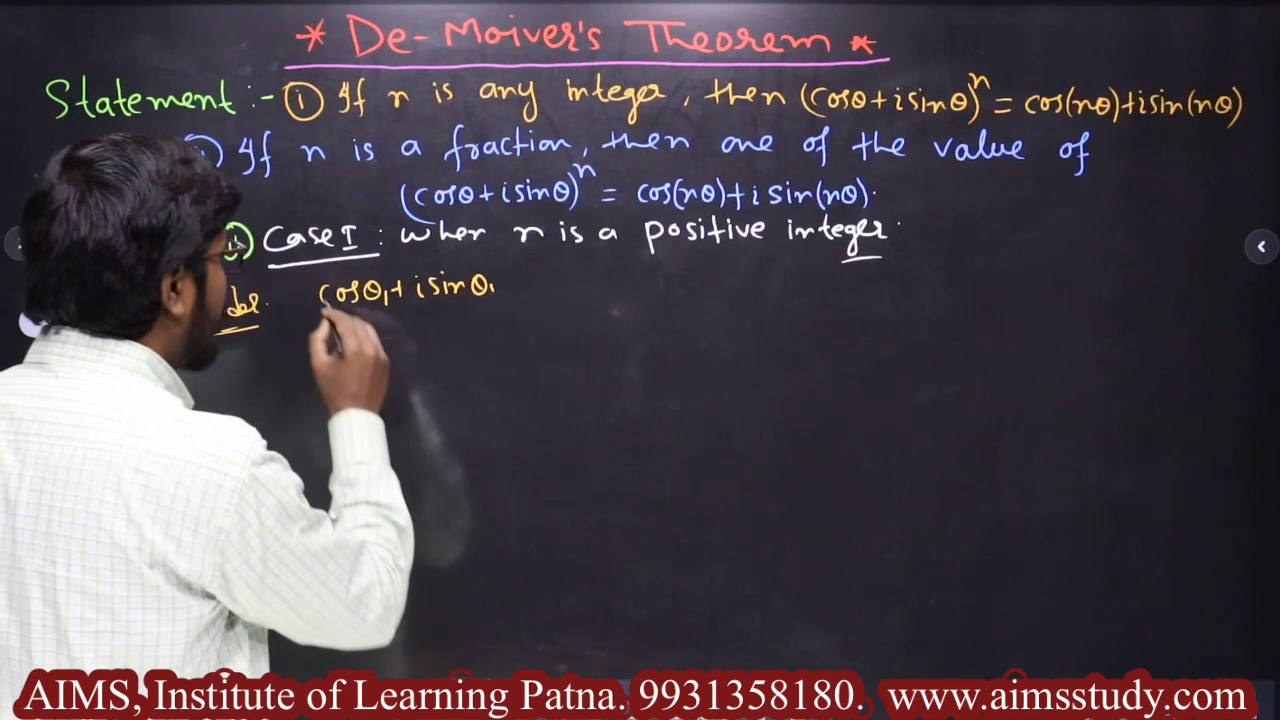 * De-Moiver's Theorem *
Statement :- (i) If n is any integer, then (cosθ+isinθ)^n = cos(nθ)+isin(nθ)
If n is a fraction, then one of the value of
(cosθ+isinθ)^n = cos(nθ)+isin(nθ).
Case I : when n is a positive integer.
cosθ₁+isinθ₁
AIMS, Institute of Learning Patna. 9931358180. www.aimsstudy.com